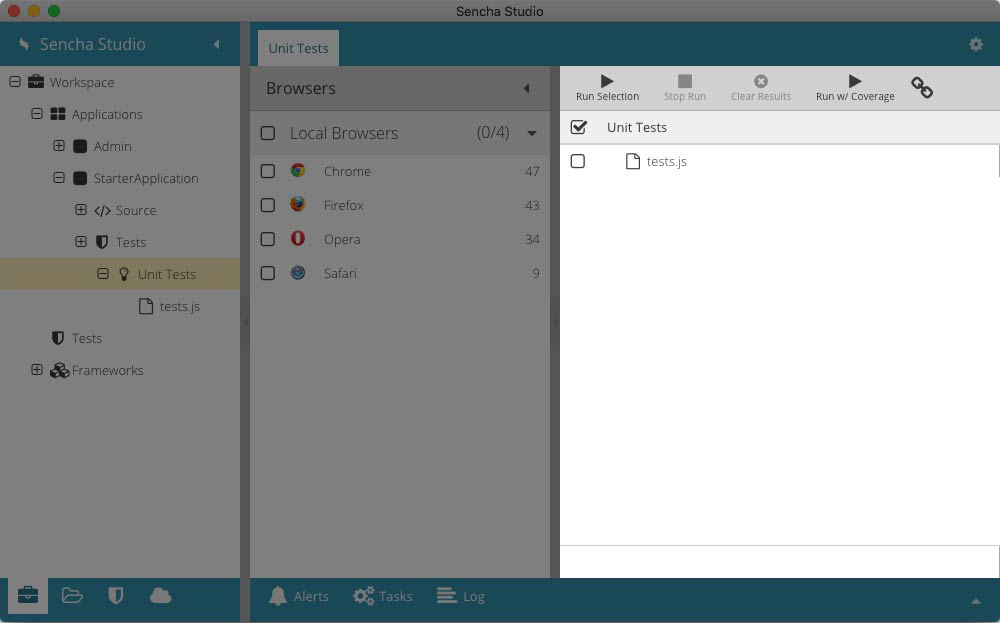 Sencha Studio
Sencha Studio
Unit Tests
Workspace
Applications
Admin
StarterApplication
Source
Tests
Unit Tests
tests.js
Tests
Frameworks
Browsers
Local Browsers (0/4)
Chrome 47
Firefox 43
Opera 34
Safari 9
Run Selection Stop Run Clear Results Run w/ Coverage
Unit Tests
tests.js
Alerts Tasks Log